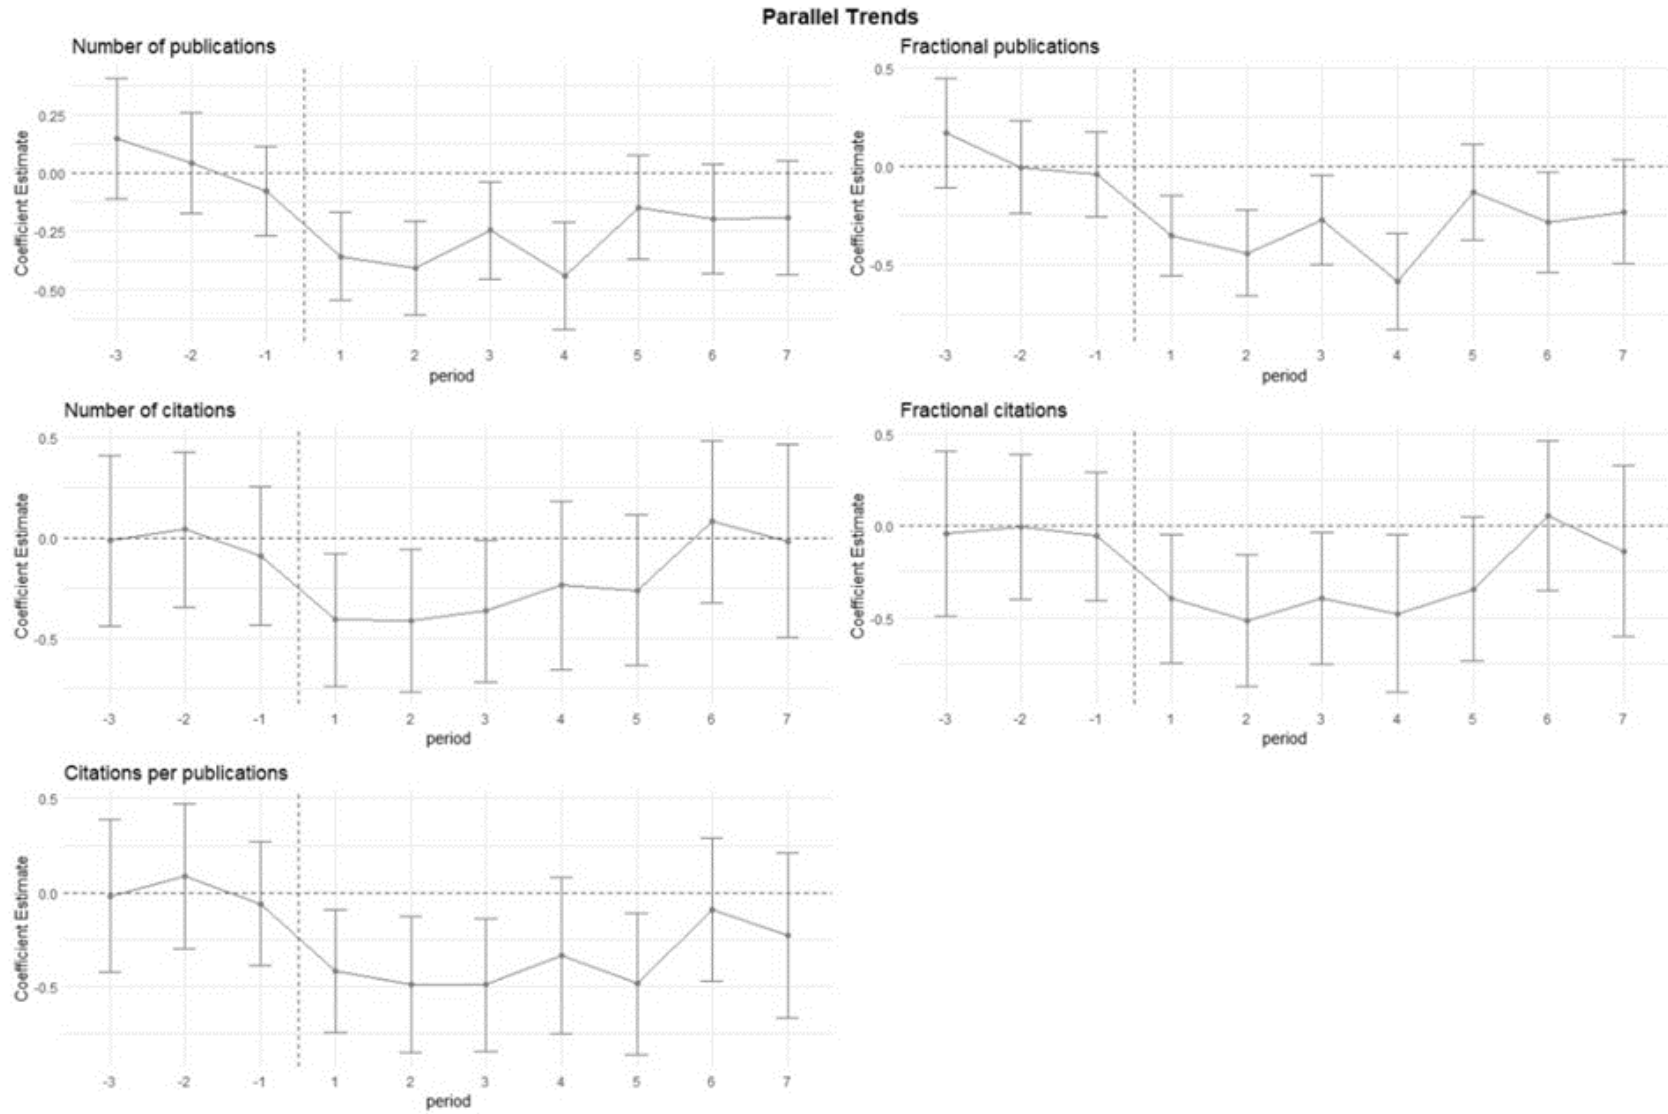 Parallel Trends
Number of publications
Coefficient Estimate
0.25
0.00
-0.25
-0.50
-3 -2 -1 1 2 3 4 5 6 7
period
Fractional publications
Coefficient Estimate
0.5
0.0
-0.5
-3 -2 -1 1 2 3 4 5 6 7
period
Number of citations
Coefficient Estimate
0.5
0.0
-0.5
-3 -2 -1 1 2 3 4 5 6 7
period
Fractional citations
Coefficient Estimate
0.5
0.0
-0.5
-3 -2 -1 1 2 3 4 5 6 7
period
Citations per publications
Coefficient Estimate
0.5
0.0
-0.5
-3 -2 -1 1 2 3 4 5 6 7
period